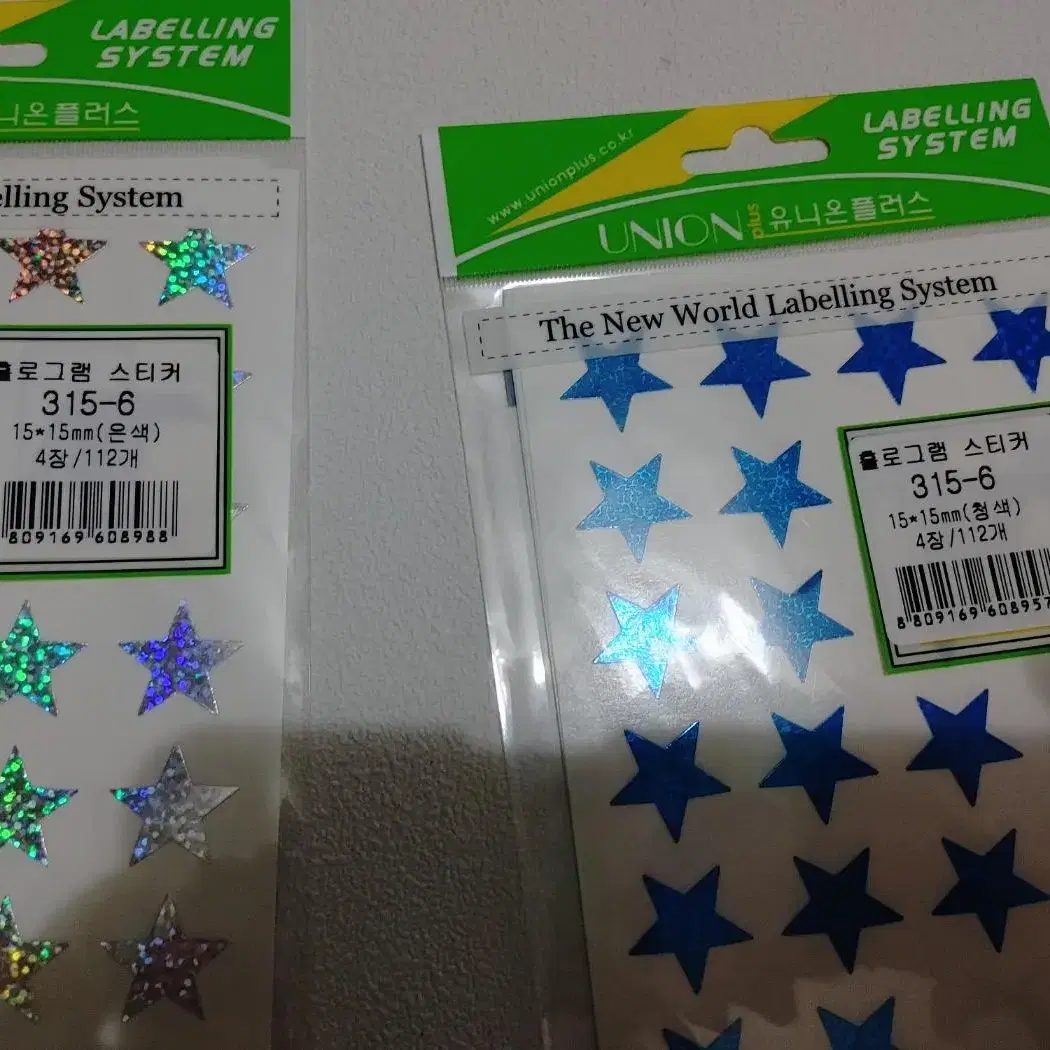 LABELLING
SYSTEM
니온플러스
elling System
홀로그램 스티커
315-6
15*15mm(은색)
4장/112개
809169 608988
LABELLING
SYSTEM
www.unionplus.co.kr
UNION plus 유니온플러스
The New World Labelling System
홀로그램 스티커
315-6
15*15mm(청색)
4장/112개
8 809169 608957